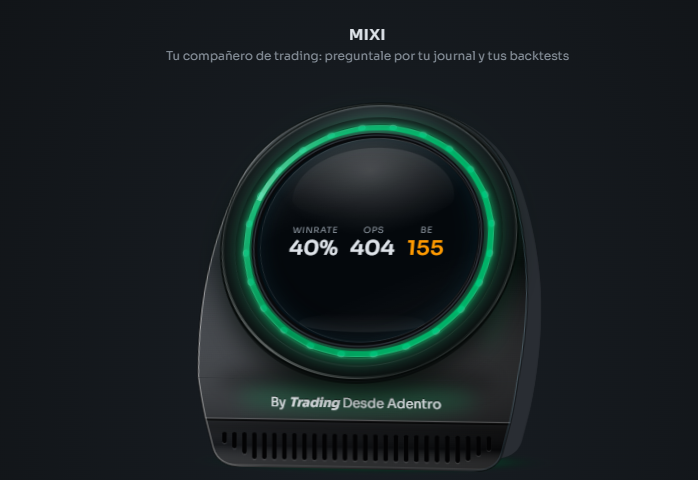 MIXI
Tu compañero de trading: preguntale por tu journal y tus backtests
WINRATE OPS BE
40% 404 155
By Trading Desde Adentro